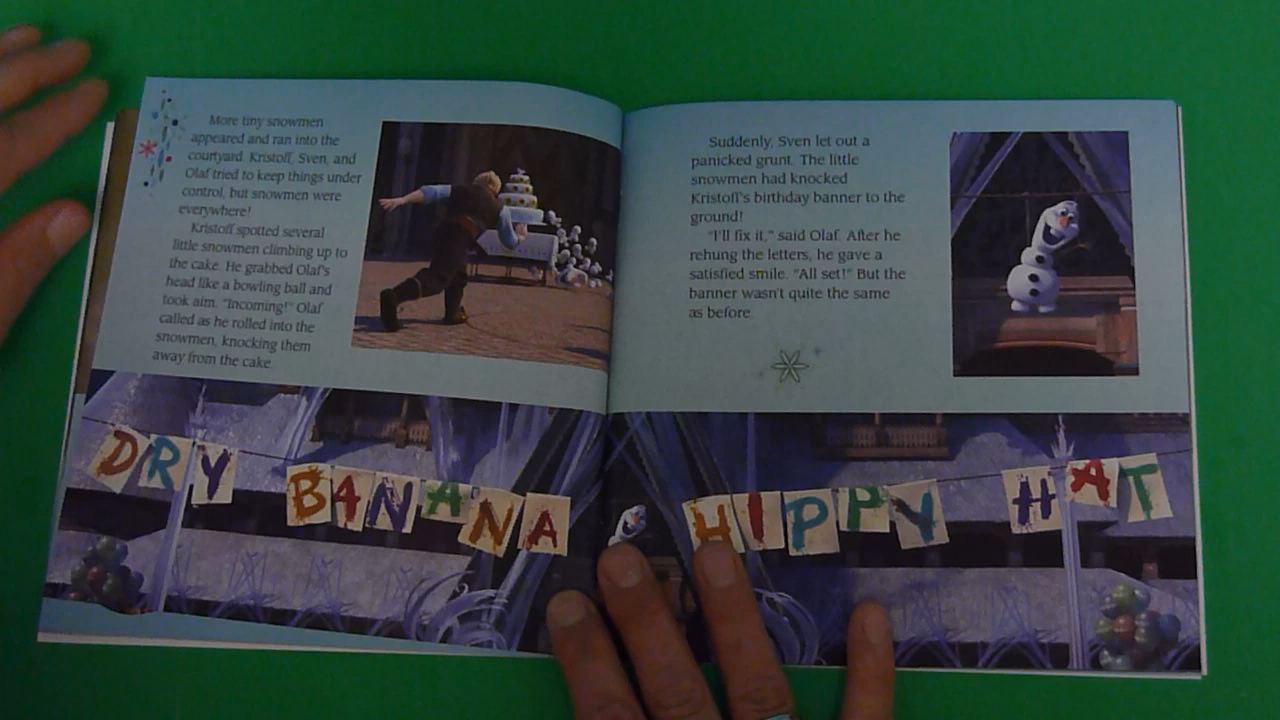 More tiny snowmen
appeared and ran into the
courtyard. Kristoff, Sven, and
Olaf tried to keep things under
control, but snowmen were
everywhere!
Kristoff spotted several
little snowmen climbing up to
the cake. He grabbed Olaf's
head like a bowling ball and
took aim. "Incoming!" Olaf
called as he rolled into the
snowmen, knocking them
away from the cake.
Suddenly, Sven let out a
panicked grunt. The little
snowmen had knocked
Kristoff's birthday banner to the
ground!
"I'll fix it," said Olaf. After he
rehung the letters, he gave a
satisfied smile. "All set!" But the
banner wasn't quite the same
as before.
DRY BANANA HIPPY HAT